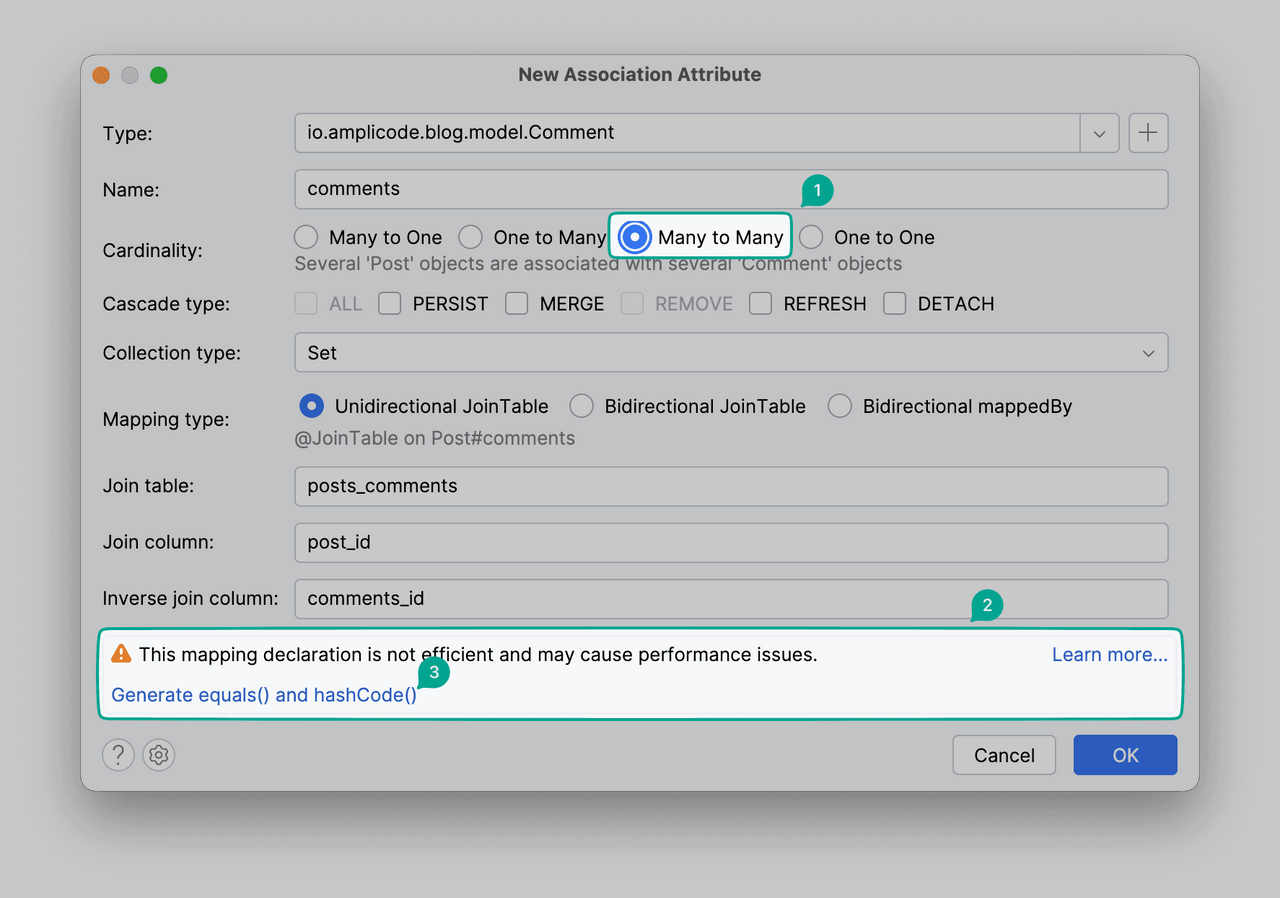 New Association Attribute
Type: io.amplicode.blog.model.Comment
Name: comments
1
Cardinality: Many to One One to Many Many to Many One to One
Several 'Post' objects are associated with several 'Comment' objects
Cascade type: ALL PERSIST MERGE REMOVE REFRESH DETACH
Collection type: Set
Mapping type: Unidirectional JoinTable Bidirectional JoinTable Bidirectional mappedBy
@JoinTable on Post#comments
Join table: posts_comments
Join column: post_id
Inverse join column: comments_id
2
This mapping declaration is not efficient and may cause performance issues. Learn more...
3
Generate equals() and hashCode()
? Cancel OK